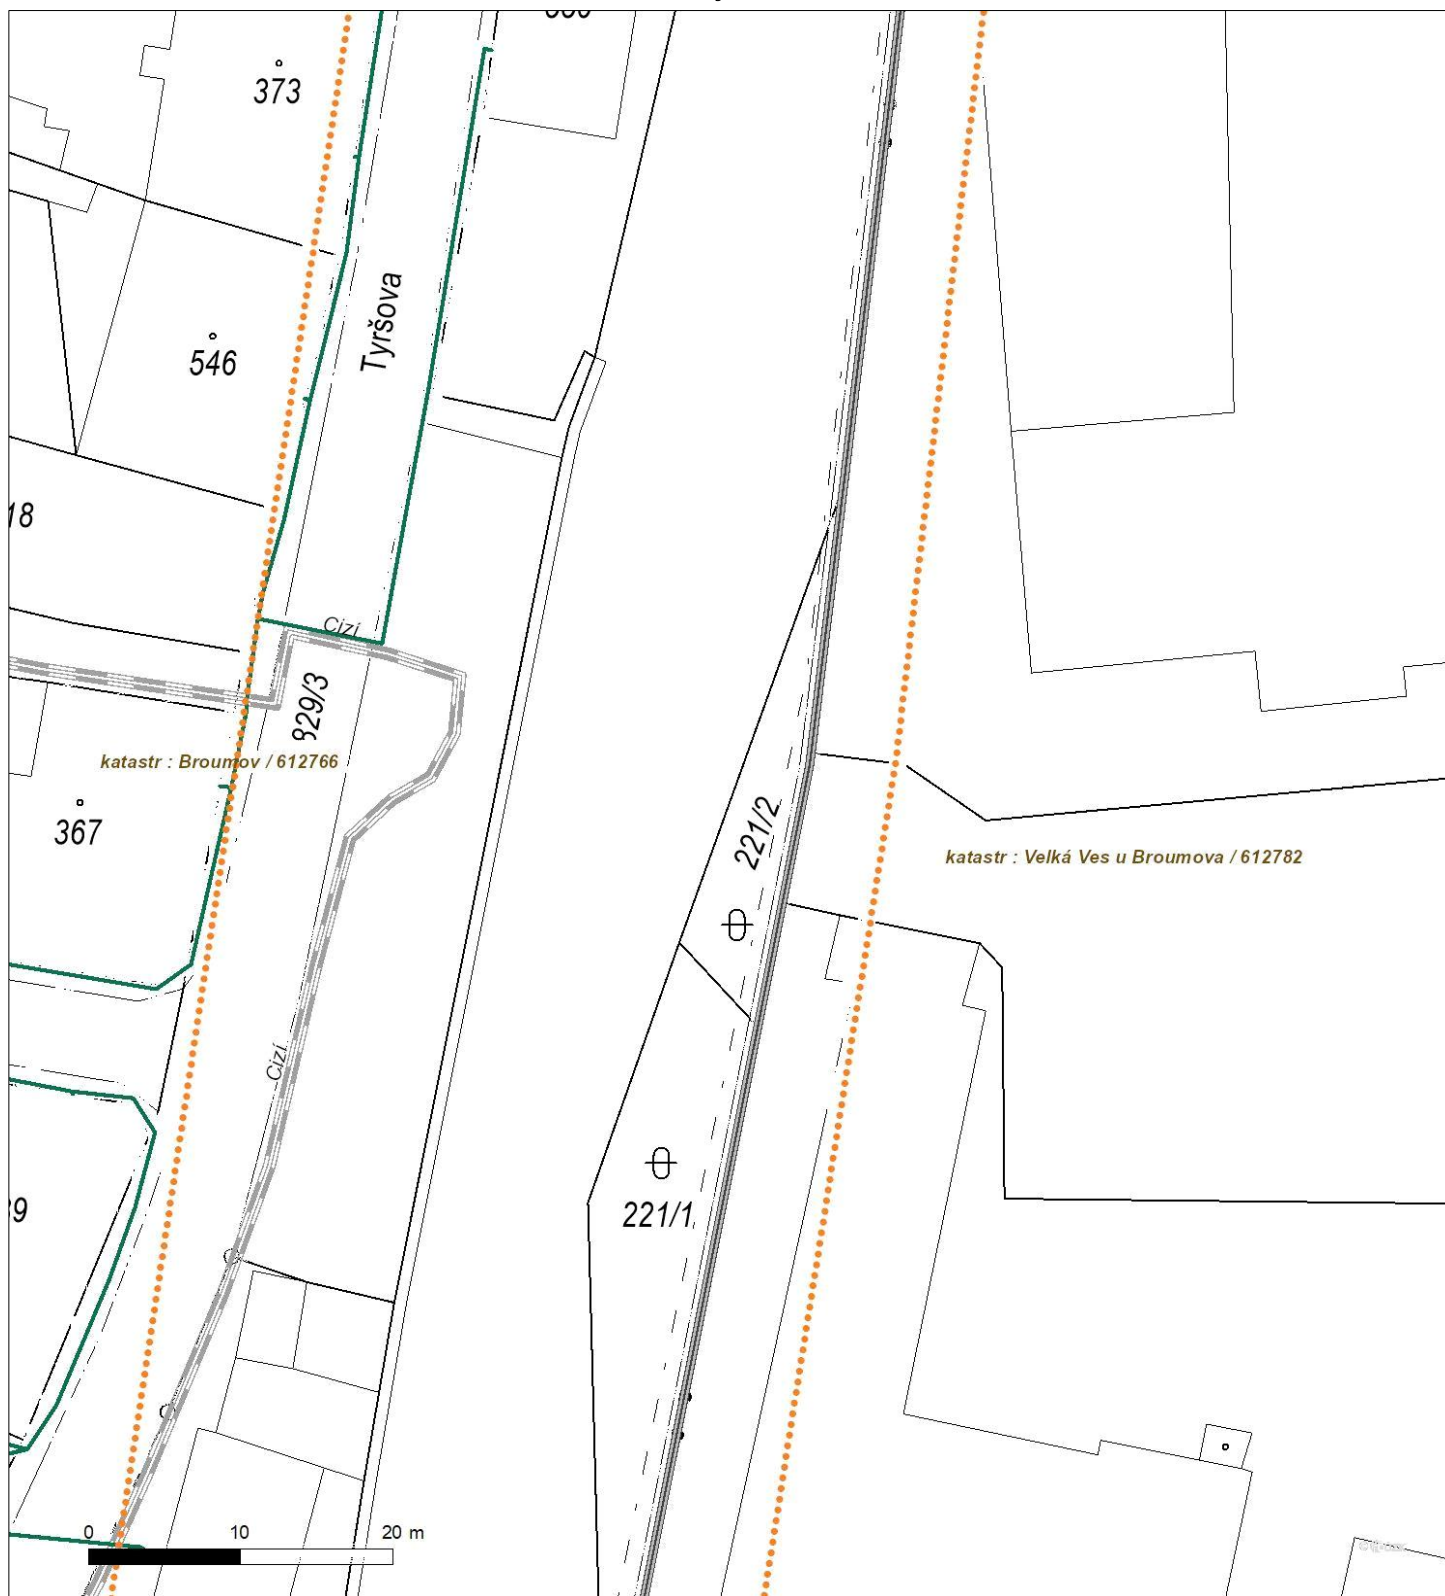 373
Tyršova
546
18
Cizí
829/3
katastr : Broumov / 612766
221/2
367
katastr : Velká Ves u Broumova / 612782
Cizí
221/1
0 10 20 m